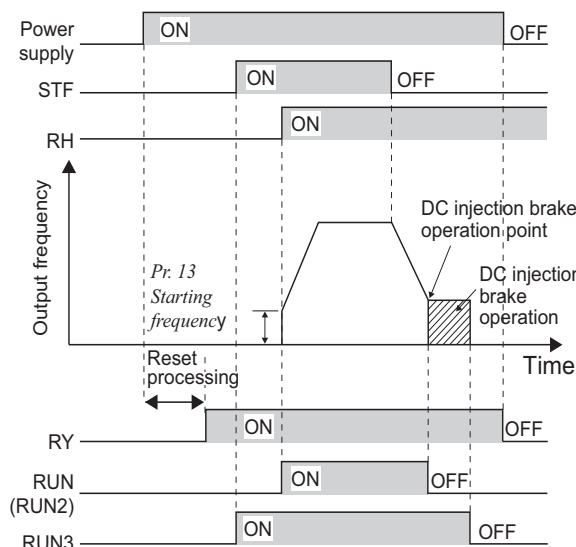 Power
supply
ON
OFF
STF
ON
OFF
RH
ON
Output frequency
Pr. 13
Starting
frequency
DC injection brake
operation point
DC injection
brake
operation
Time
Reset
processing
RY
ON
OFF
RUN
(RUN2)
ON
OFF
RUN3
ON
OFF